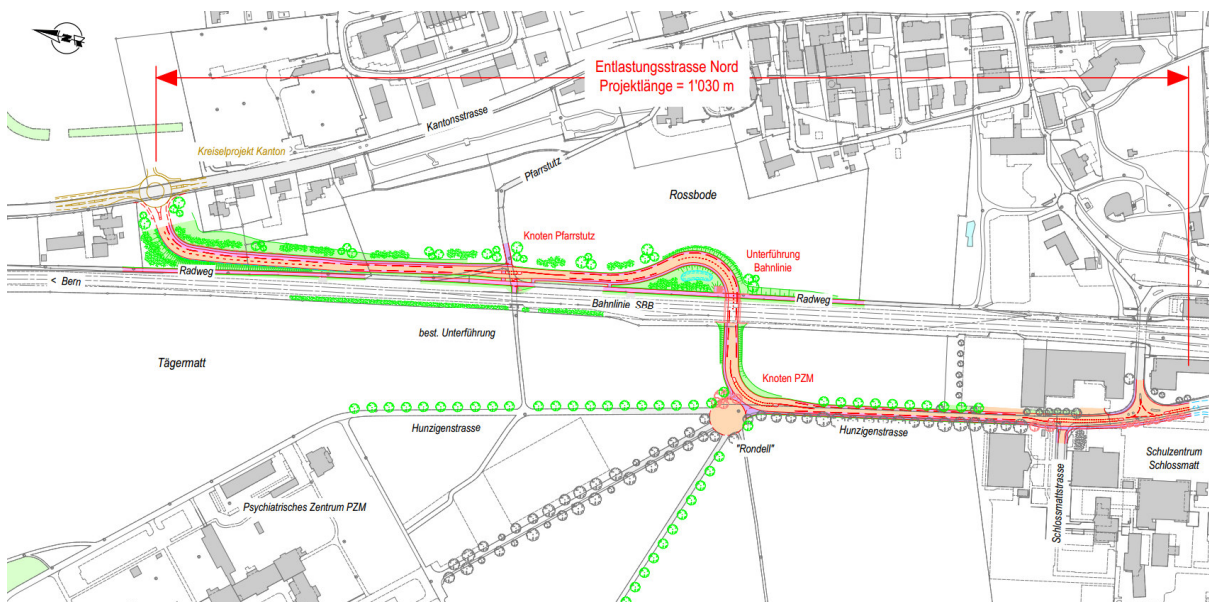 Entlastungsstrasse Nord
Projektlänge = 1'030 m
Kantonsstrasse
Kreiselprojekt Kanton
Pfarrstutz
Rossbode
Knoten Pfarrstutz
Unterführung
Bahnlinie
Radweg
< Bern
Bahnlinie SBB
Radweg
best. Unterführung
Tägermatt
Knoten PZM
Hunzigenstrasse
Hunzigenstrasse
"Rondell"
Schulzentrum
Schlossmatt
Schlossmattstrasse
Psychiatrisches Zentrum PZM